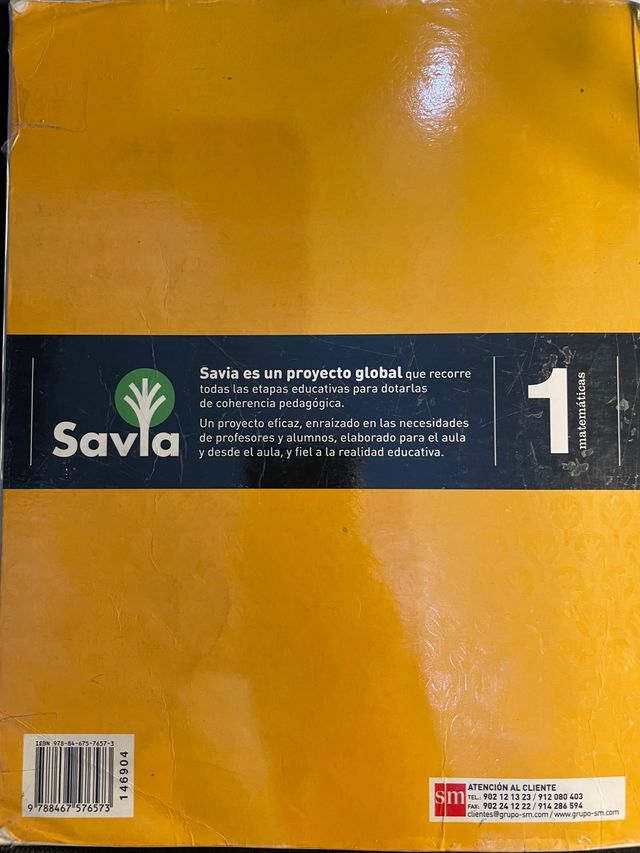 Savia
Savia es un proyecto global que recorre
todas las etapas educativas para dotarlas
de coherencia pedagógica.
Un proyecto eficaz, enraizado en las necesidades
de profesores y alumnos, elaborado para el aula
y desde el aula, y fiel a la realidad educativa.
1
matemáticas
ISBN 978-84-675-7657-3
9 788467 576573
146904
sm
ATENCIÓN AL CLIENTE
TEL.: 902 12 13 23 / 912 080 403
FAX: 902 24 12 22 / 914 286 594
clientes@grupo-sm.com / www.grupo-sm.com